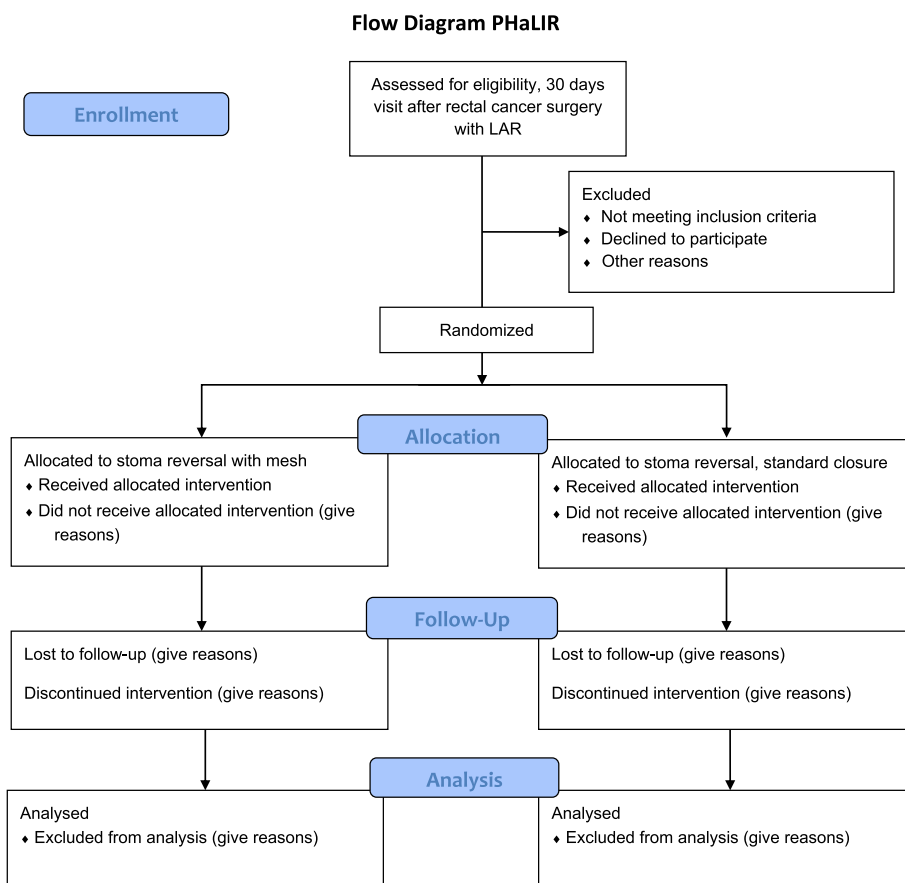 Flow Diagram PHaLIR
Enrollment
Assessed for eligibility, 30 days
visit after rectal cancer surgery
with LAR
Excluded
♦ Not meeting inclusion criteria
♦ Declined to participate
♦ Other reasons
Randomized
Allocation
Allocated to stoma reversal with mesh
♦ Received allocated intervention
♦ Did not receive allocated intervention (give
reasons)
Allocated to stoma reversal, standard closure
♦ Received allocated intervention
♦ Did not receive allocated intervention (give
reasons)
Follow-Up
Lost to follow-up (give reasons)
Discontinued intervention (give reasons)
Lost to follow-up (give reasons)
Discontinued intervention (give reasons)
Analysis
Analysed
♦ Excluded from analysis (give reasons)
Analysed
♦ Excluded from analysis (give reasons)